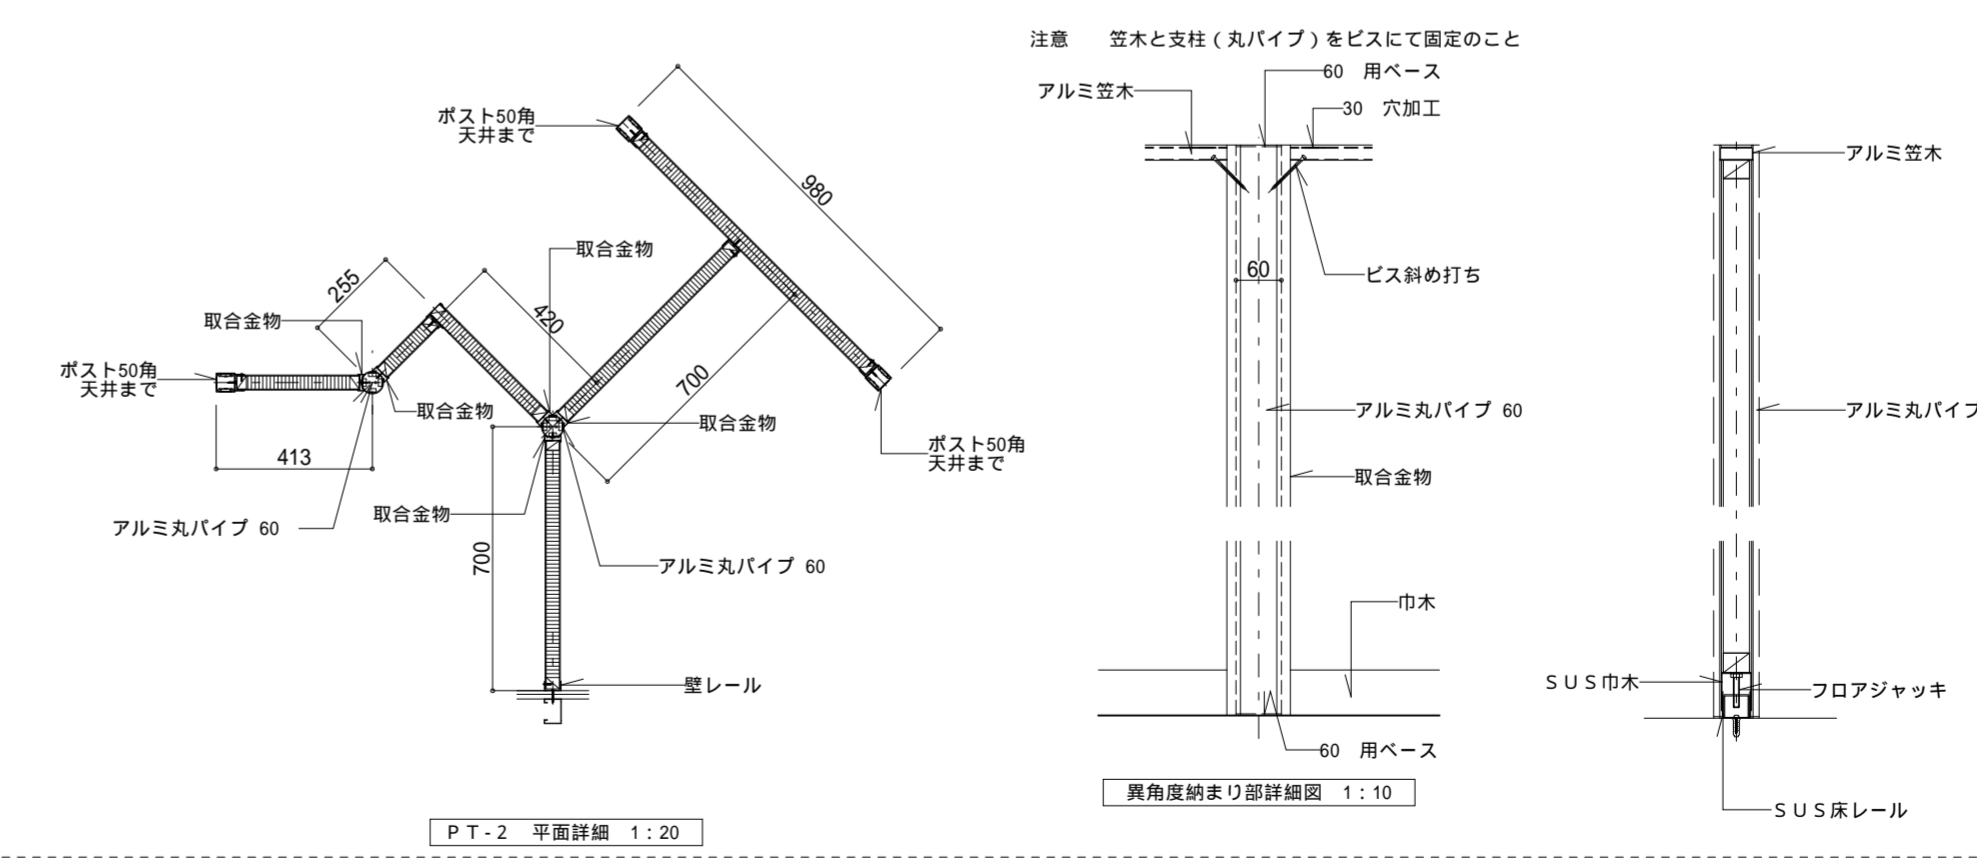 注意　　笠木と支柱（丸パイプ）をビスにて固定のこと
ポスト50角
天井まで
980
取合金物
255
420
取合金物
ポスト50角
天井まで
取合金物
700
取合金物
ポスト50角
天井まで
413
取合金物
アルミ丸パイプ 60
700
アルミ丸パイプ 60
壁レール
ＰＴ-２　平面詳細　1：20
60　用ベース
アルミ笠木
30　穴加工
60
ビス斜め打ち
アルミ丸パイプ 60
取合金物
巾木
60　用ベース
異角度納まり部詳細図　1：10
アルミ笠木
アルミ丸パイプ
ＳＵＳ巾木
フロアジャッキ
ＳＵＳ床レール